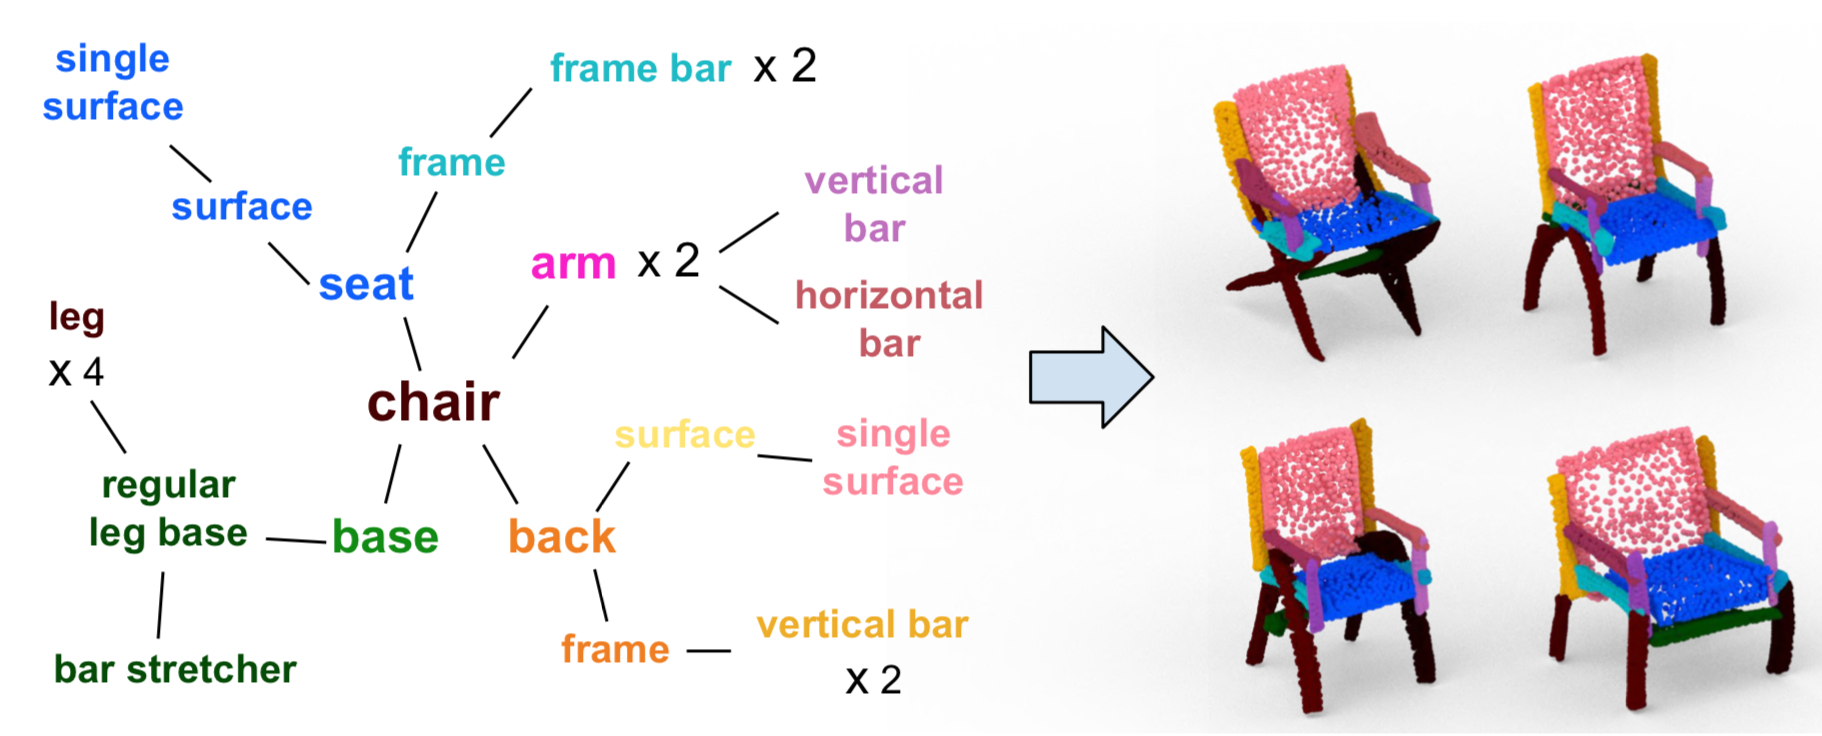 single
surface
frame bar x 2
frame
surface
vertical
bar
seat
arm x 2
horizontal
bar
leg
x 4
chair
surface
single
surface
regular
leg base
base
back
frame
vertical bar
x 2
bar stretcher